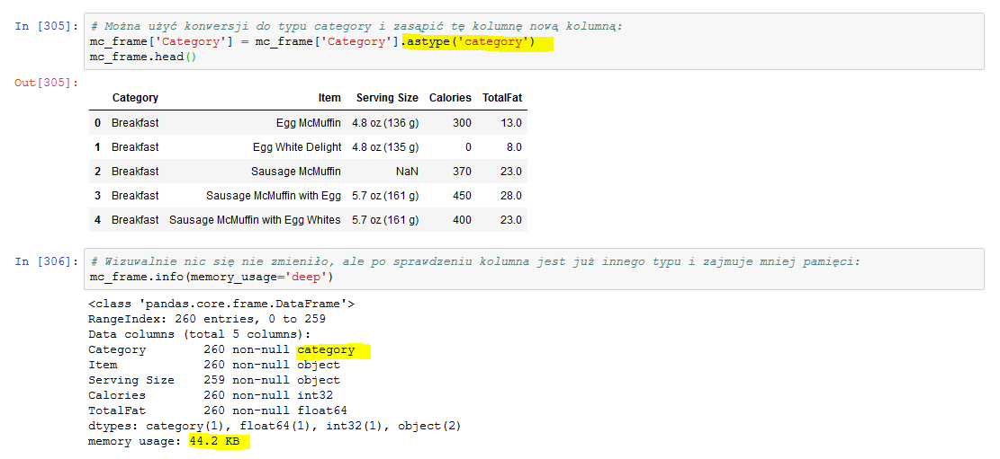 In [305]: # Można użyć konwersji do typu category i zasąpić tę kolumnę nową kolumną:
mc_frame['Category'] = mc_frame['Category'].astype('category')
mc_frame.head()
Out[305]:
Category Item Serving Size Calories TotalFat
0 Breakfast Egg McMuffin 4.8 oz (136 g) 300 13.0
1 Breakfast Egg White Delight 4.8 oz (135 g) 0 8.0
2 Breakfast Sausage McMuffin NaN 370 23.0
3 Breakfast Sausage McMuffin with Egg 5.7 oz (161 g) 450 28.0
4 Breakfast Sausage McMuffin with Egg Whites 5.7 oz (161 g) 400 23.0
In [306]: # Wizuwalnie nic się nie zmieniło, ale po sprawdzeniu kolumna jest już innego typu i zajmuje mniej pamięci:
mc_frame.info(memory_usage='deep')
<class 'pandas.core.frame.DataFrame'>
RangeIndex: 260 entries, 0 to 259
Data columns (total 5 columns):
Category 260 non-null category
Item 260 non-null object
Serving Size 259 non-null object
Calories 260 non-null int32
TotalFat 260 non-null float64
dtypes: category(1), float64(1), int32(1), object(2)
memory usage: 44.2 KB